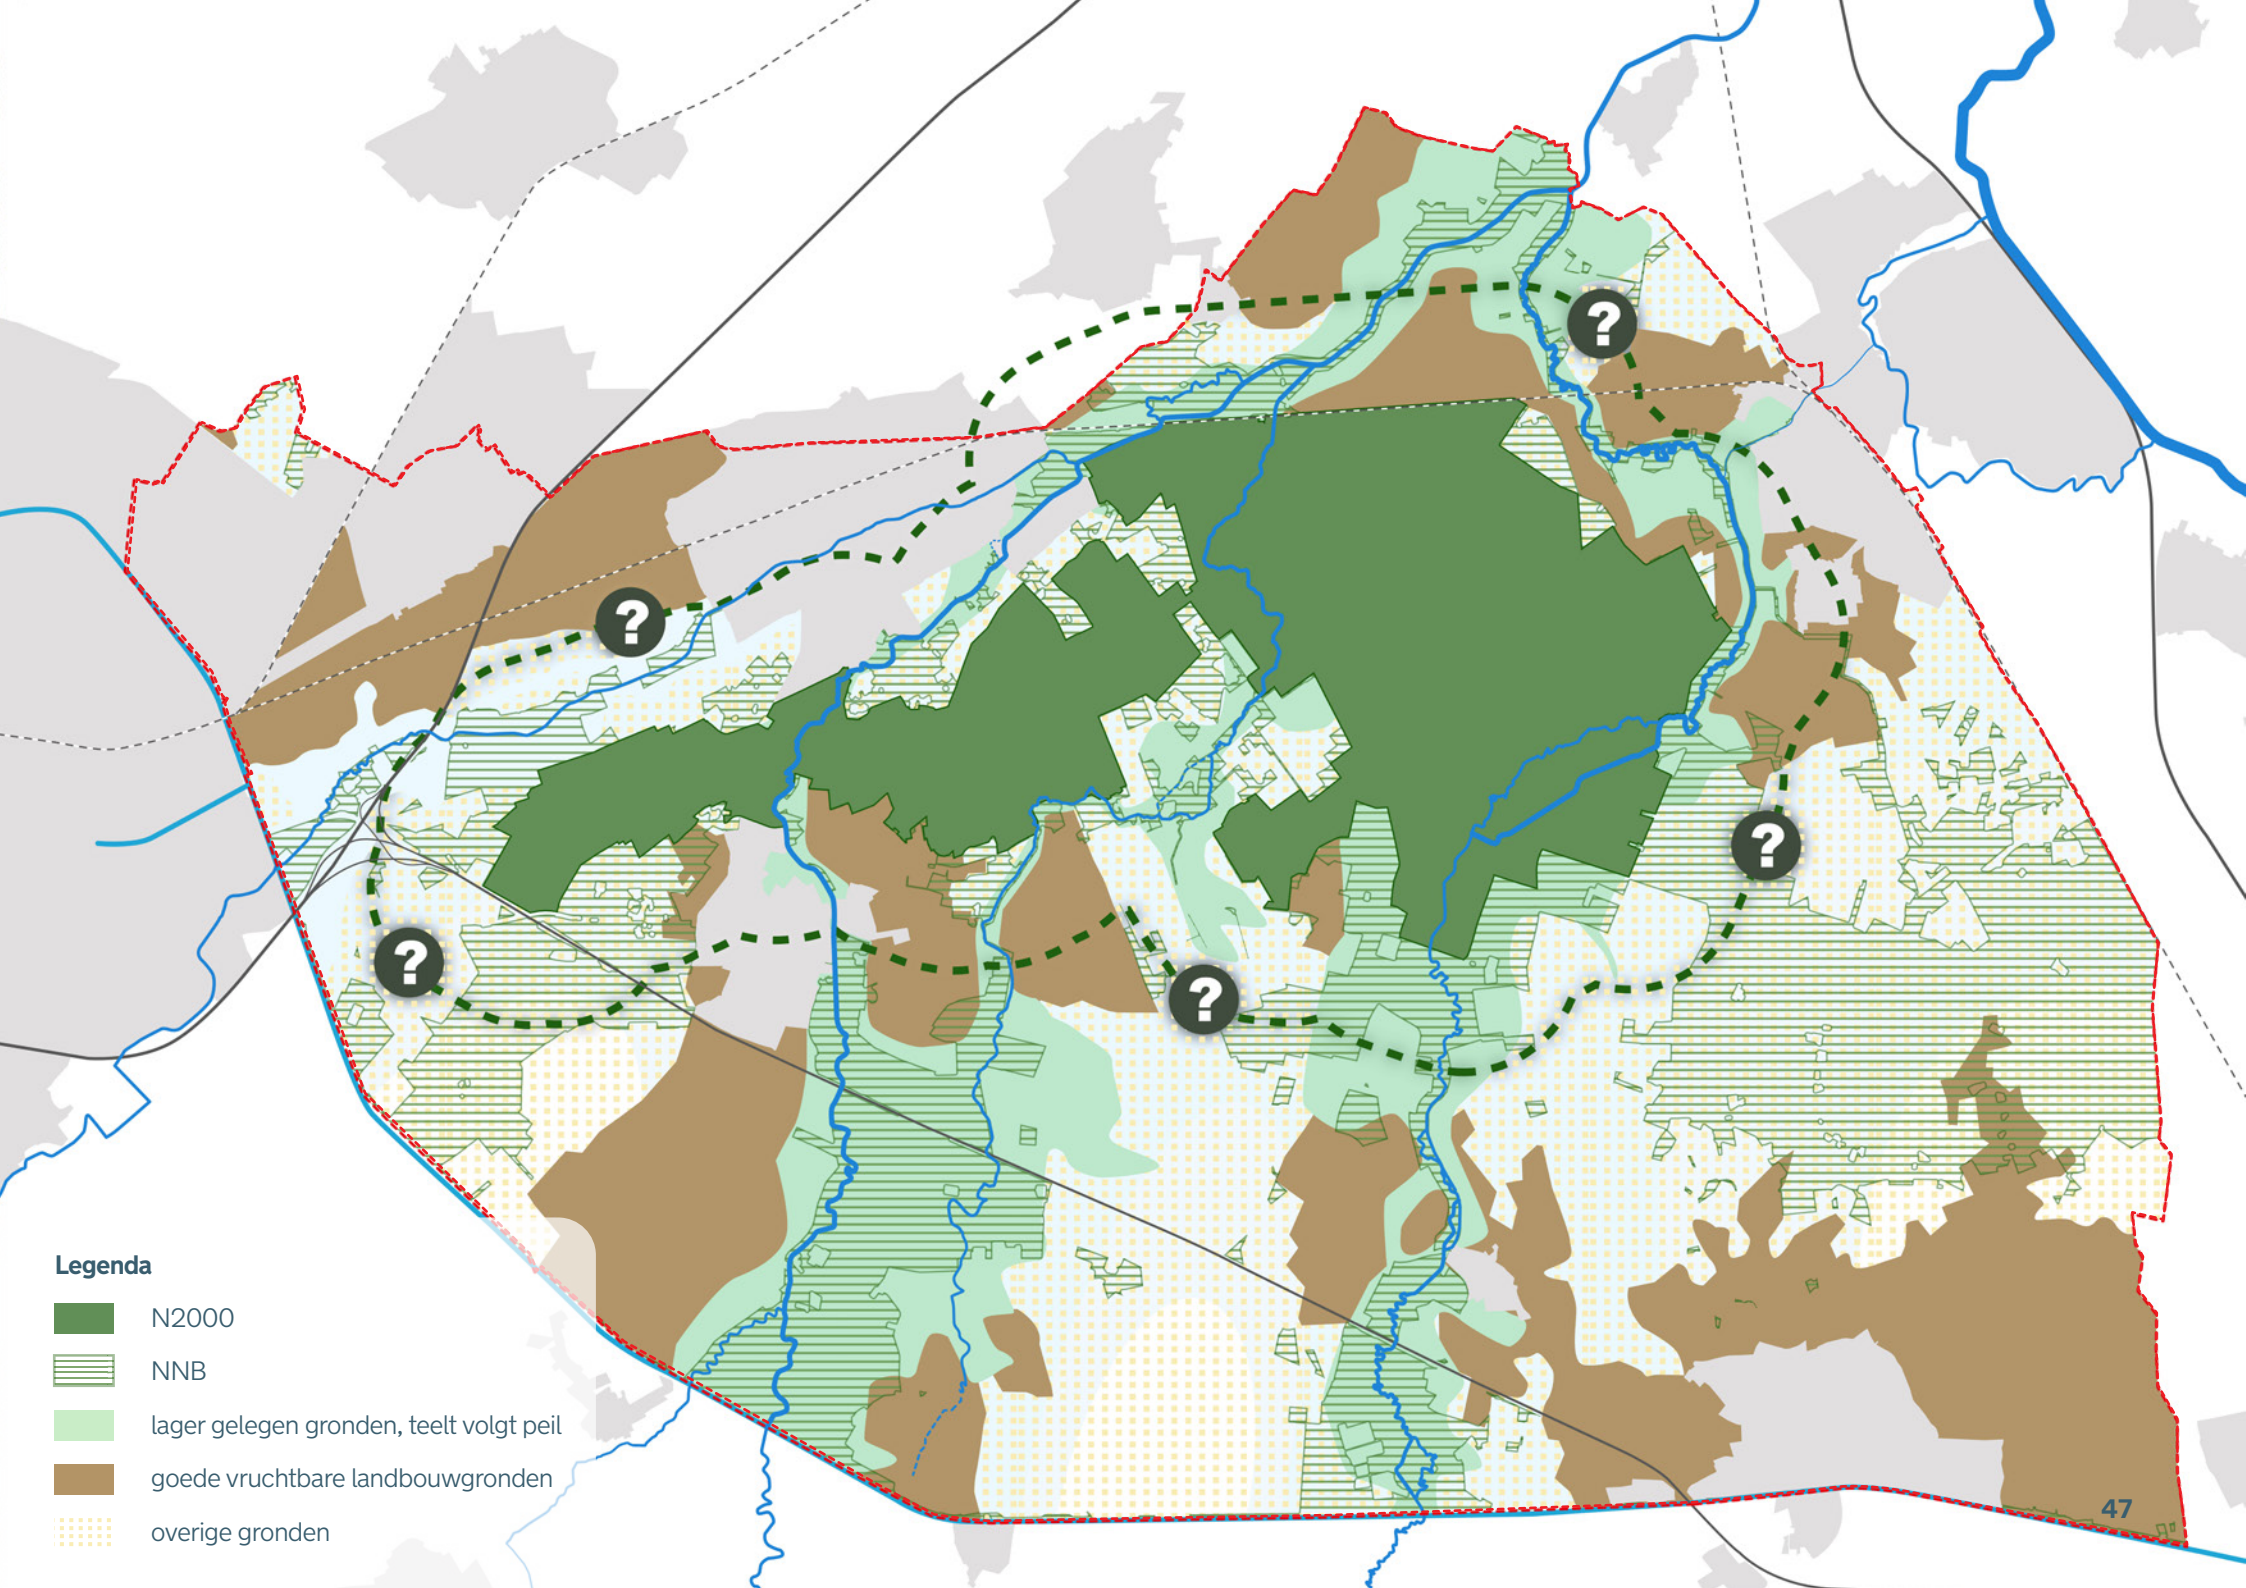 ?
?
?
?
?
Legenda
N2000
NNB
lager gelegen gronden, teelt volgt peil
goede vruchtbare landbouwgronden
overige gronden
47